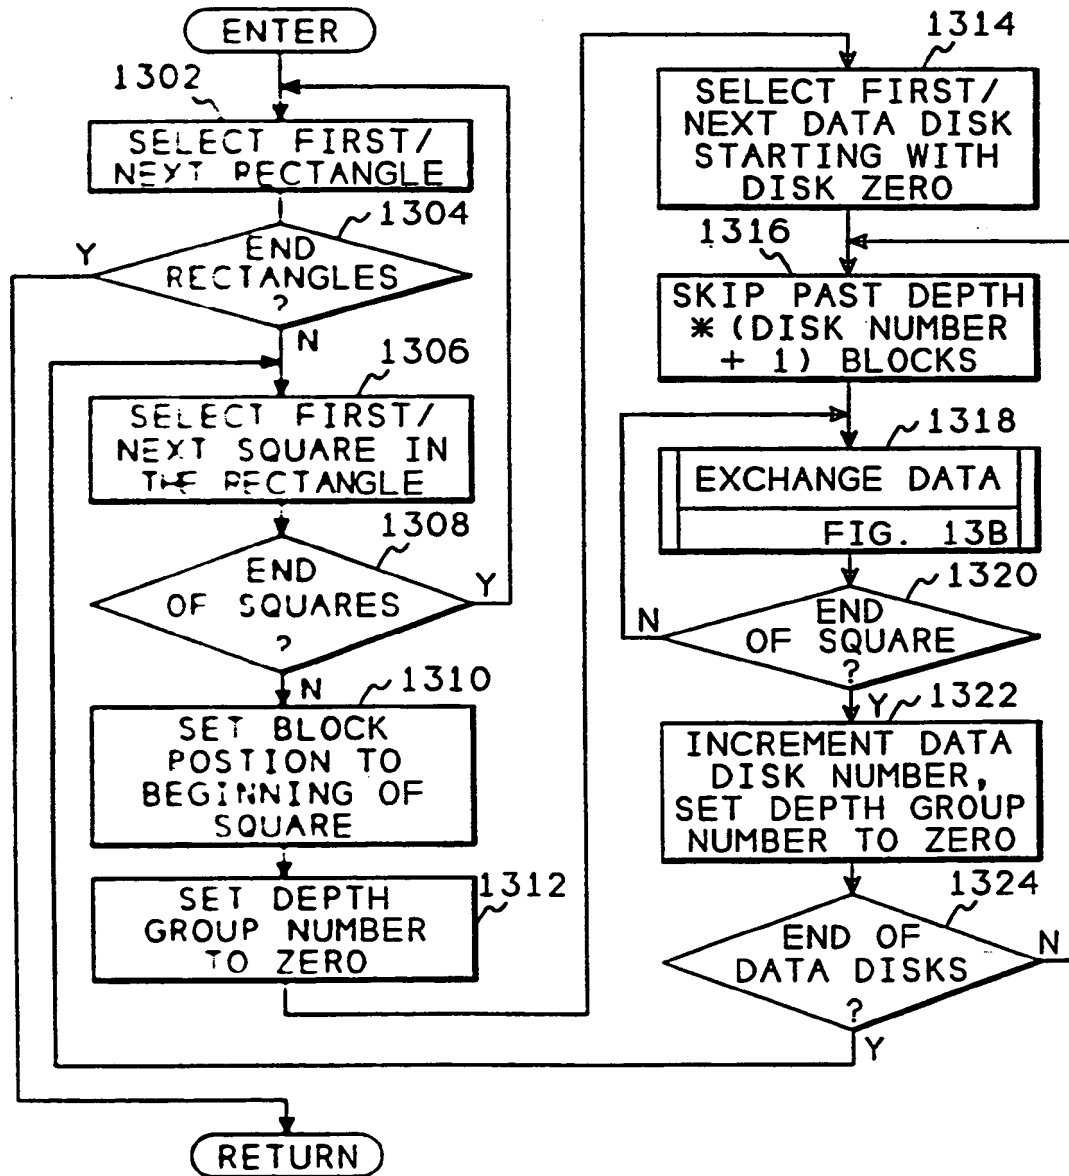 ENTER
1302
SELECT FIRST/
NEXT RECTANGLE
1304
END
RECTANGLES
?
Y
N
1306
SELECT FIRST/
NEXT SQUARE IN
THE RECTANGLE
1308
END
OF SQUARES
?
Y
N
1310
SET BLOCK
POSTION TO
BEGINNING OF
SQUARE
1312
SET DEPTH
GROUP NUMBER
TO ZERO
1314
SELECT FIRST/
NEXT DATA DISK
STARTING WITH
DISK ZERO
1316
SKIP PAST DEPTH
* (DISK NUMBER
+ 1) BLOCKS
1318
EXCHANGE DATA
FIG. 13B
1320
END
OF SQUARE
?
N
Y
1322
INCREMENT DATA
DISK NUMBER,
SET DEPTH GROUP
NUMBER TO ZERO
1324
END OF
DATA DISKS
?
N
Y
RETURN